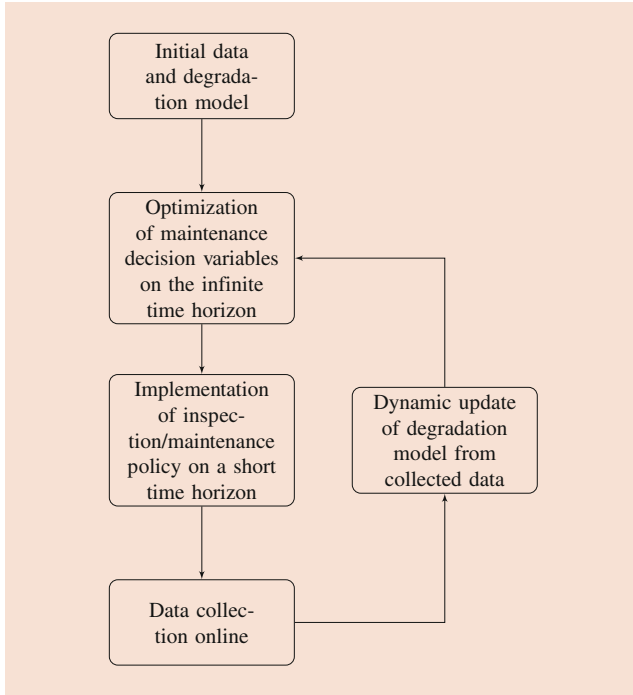 Initial data
and degrada-
tion model
Optimization
of maintenance
decision variables
on the infinite
time horizon
Implementation
of inspec-
tion/maintenance
policy on a short
time horizon
Dynamic update
of degradation
model from
collected data
Data collec-
tion online